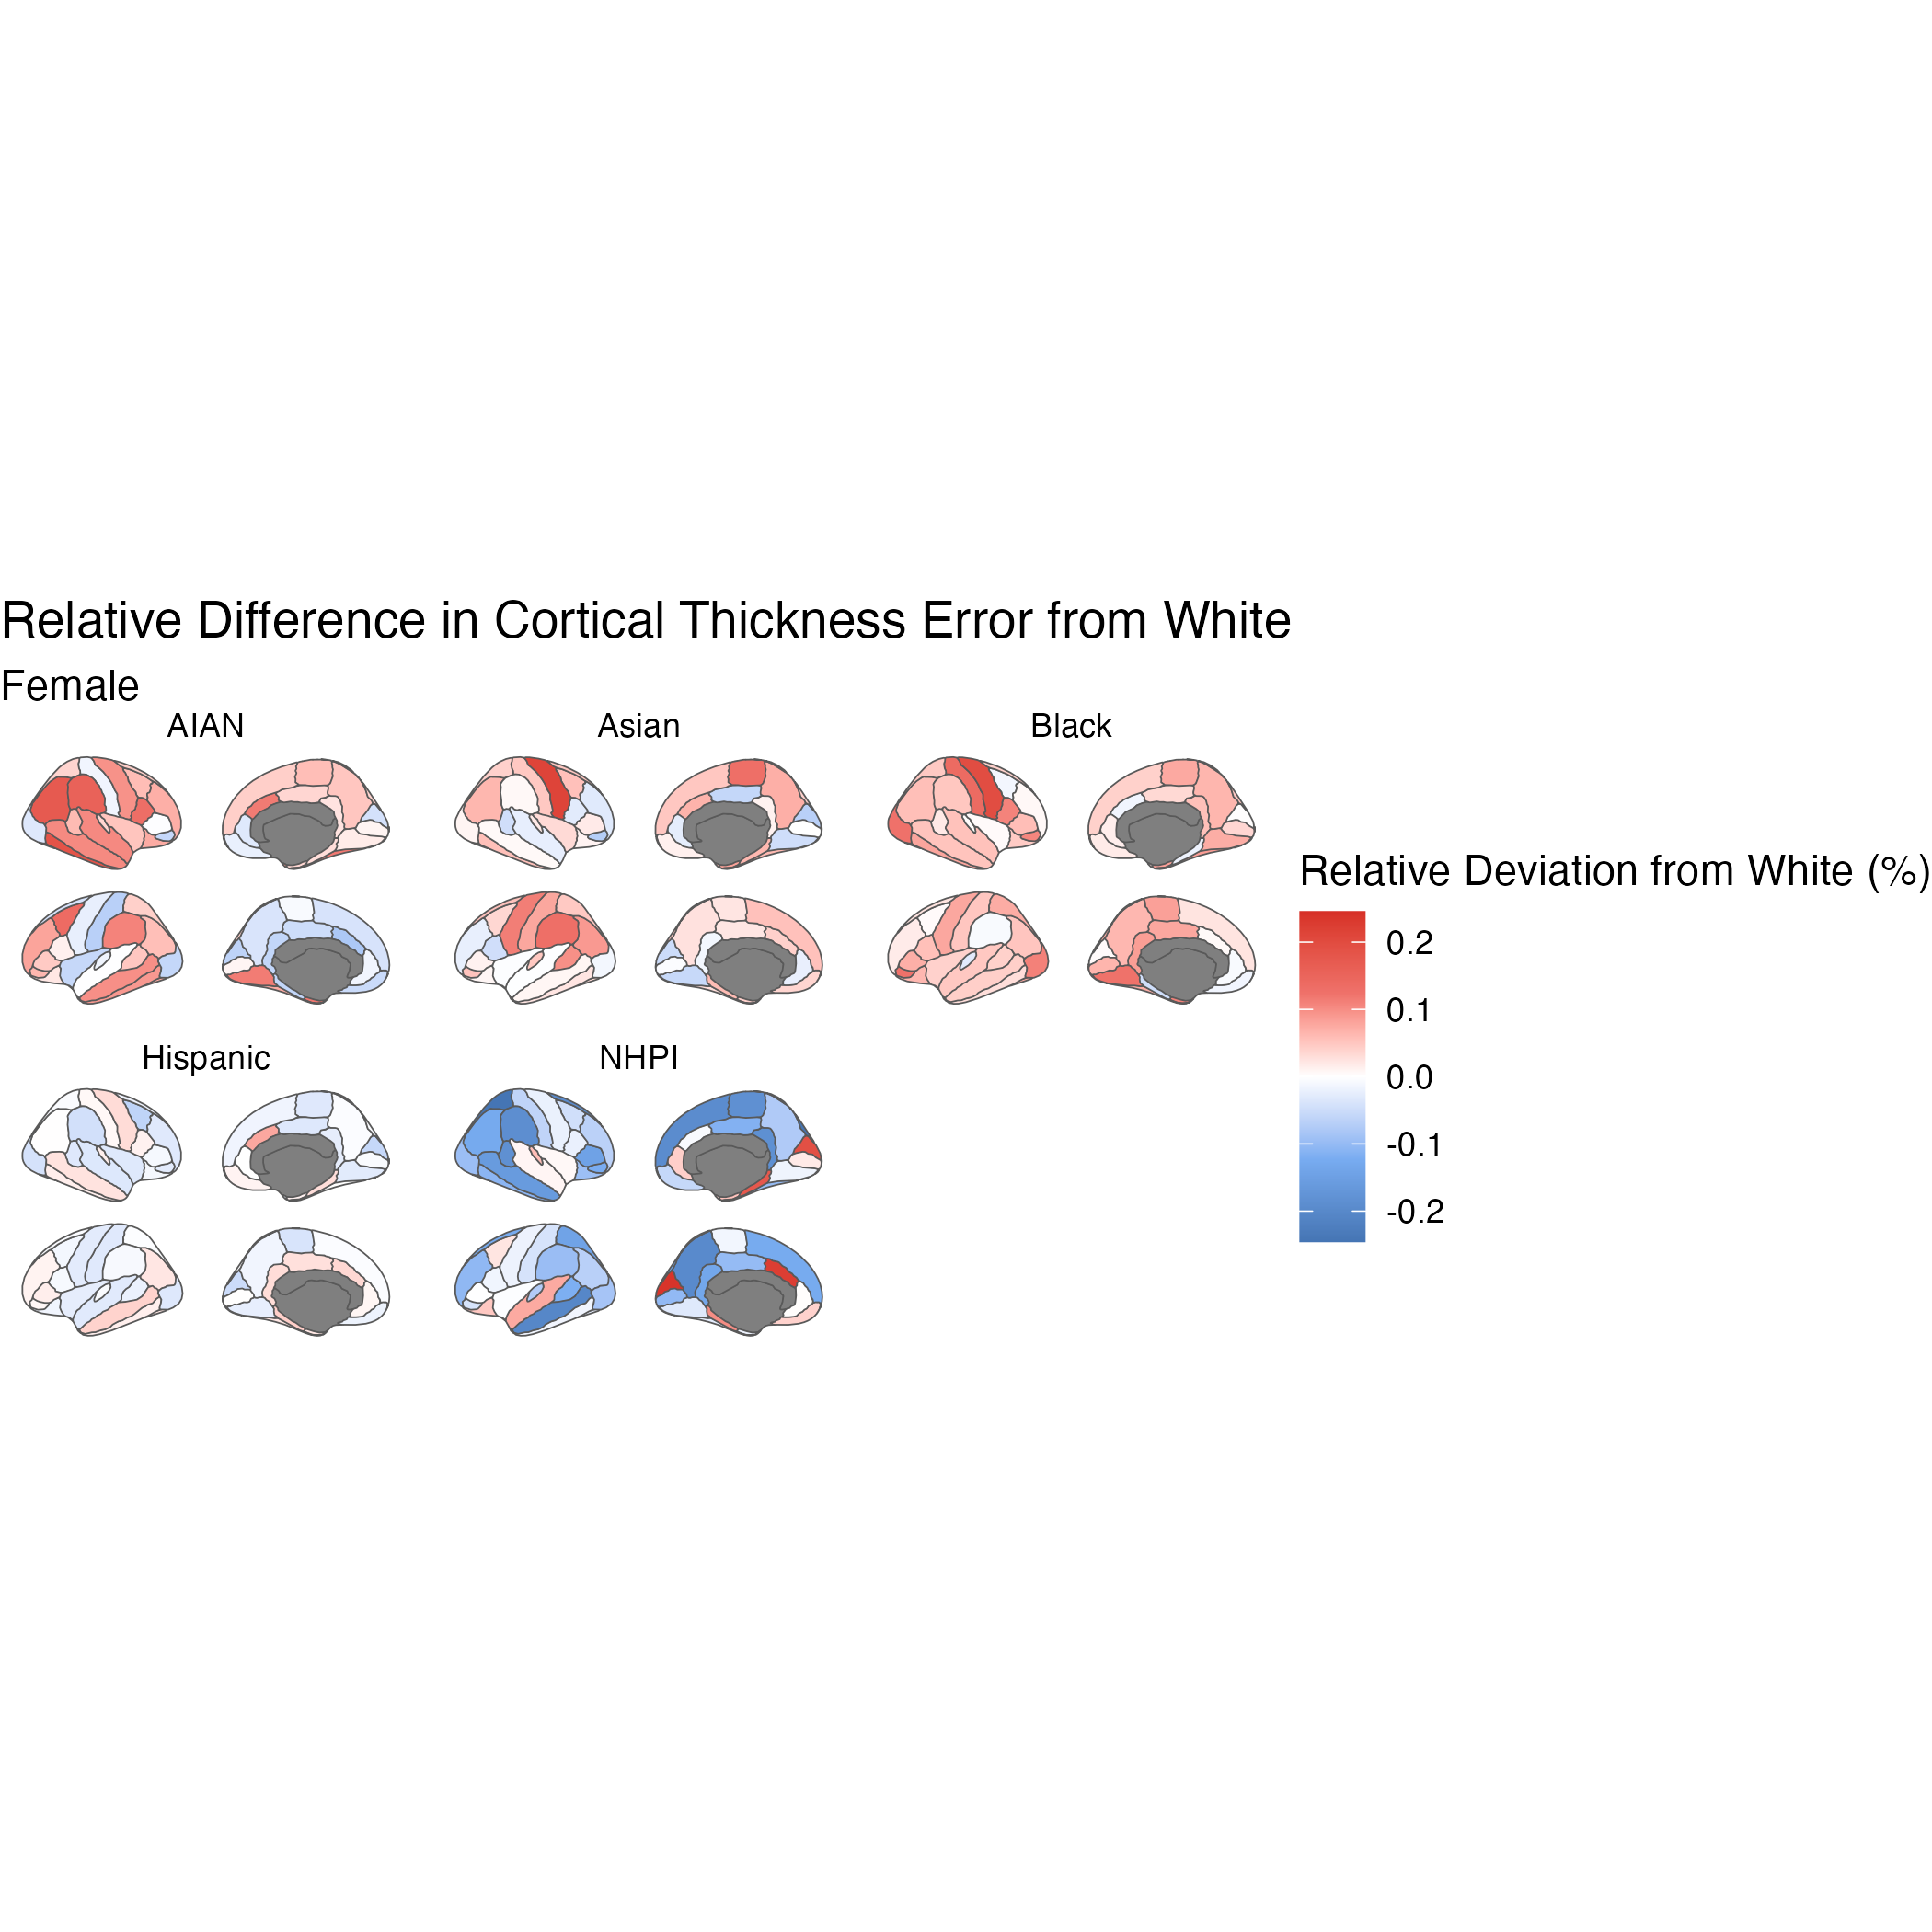 Relative Difference in Cortical Thickness Error from White
Female
AIAN
Asian
Black
Hispanic
NHPI
Relative Deviation from White (%)
0.2
0.1
0.0
-0.1
-0.2